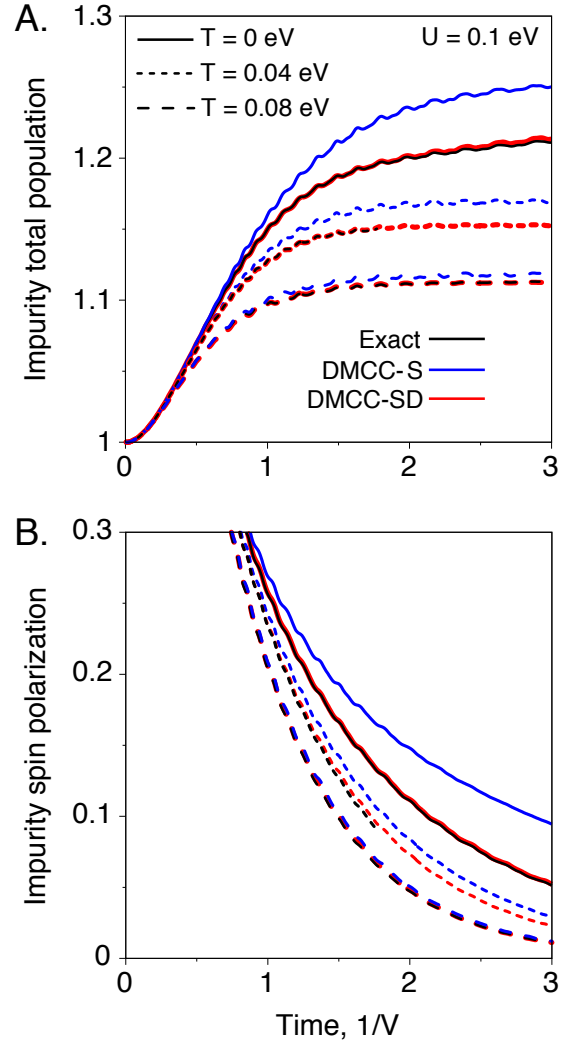 A.
1.3
1.2
1.1
1
Impurity total population
T = 0 eV
U = 0.1 eV
T = 0.04 eV
T = 0.08 eV
Exact
DMCC-S
DMCC-SD
0
1
2
3
B.
0.3
0.2
0.1
0
Impurity spin polarization
0
1
2
3
Time, 1/V